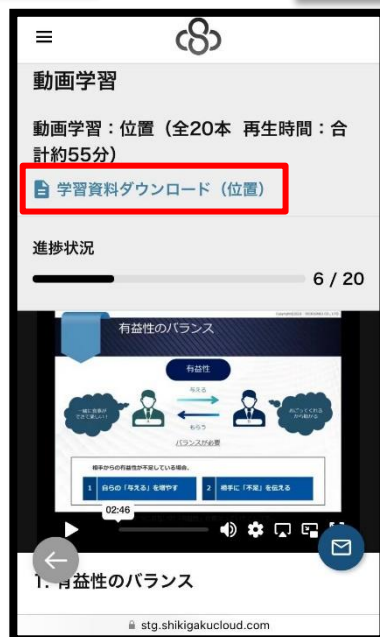 動画学習
動画学習：位置（全20本 再生時間：合
計約55分）
学習資料ダウンロード（位置）
進捗状況
6 / 20
有益性のバランス
有益性
与える
もらう
バランスが必要
相手からの有益性が不足している場合、
1 自らの「与える」を増やす 2 相手に「不足」を伝える
02:46
1. 有益性のバランス
stg.shikigakucloud.com